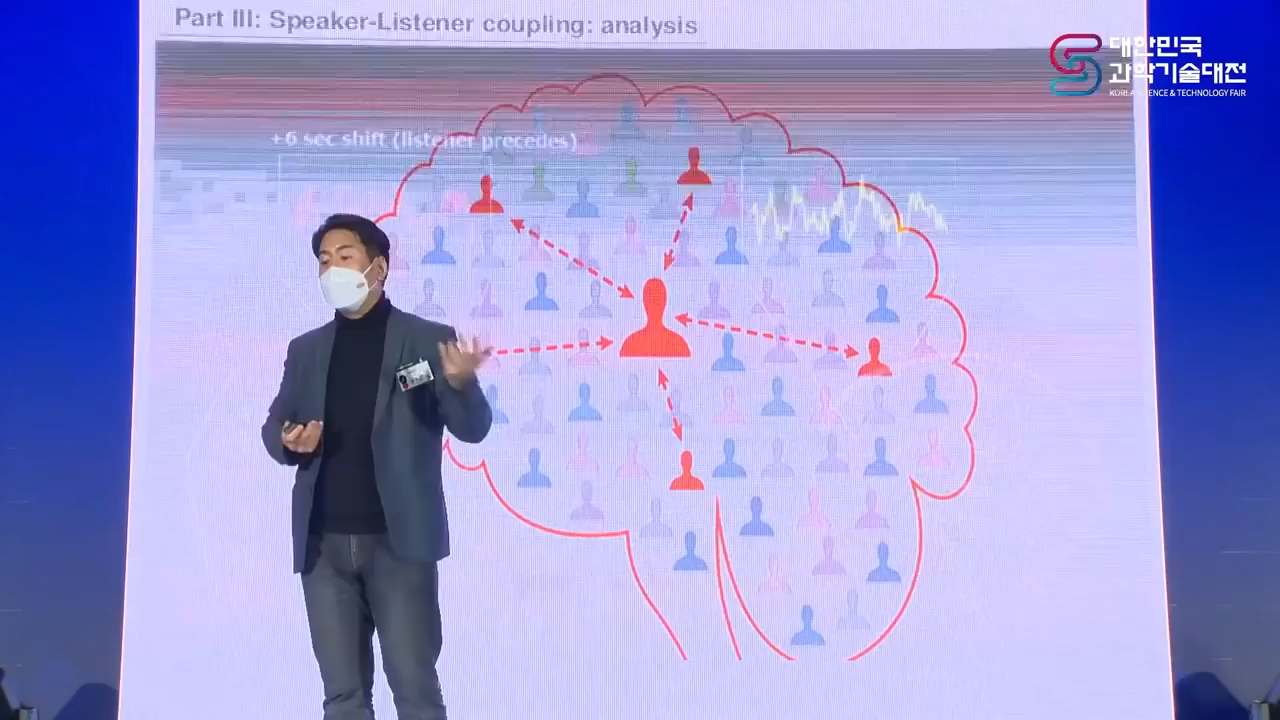 Part III: Speaker-Listener coupling: analysis
대한민국
과학기술대전
KOREA SCIENCE & TECHNOLOGY FAIR
+6 sec shift (listener precedes)